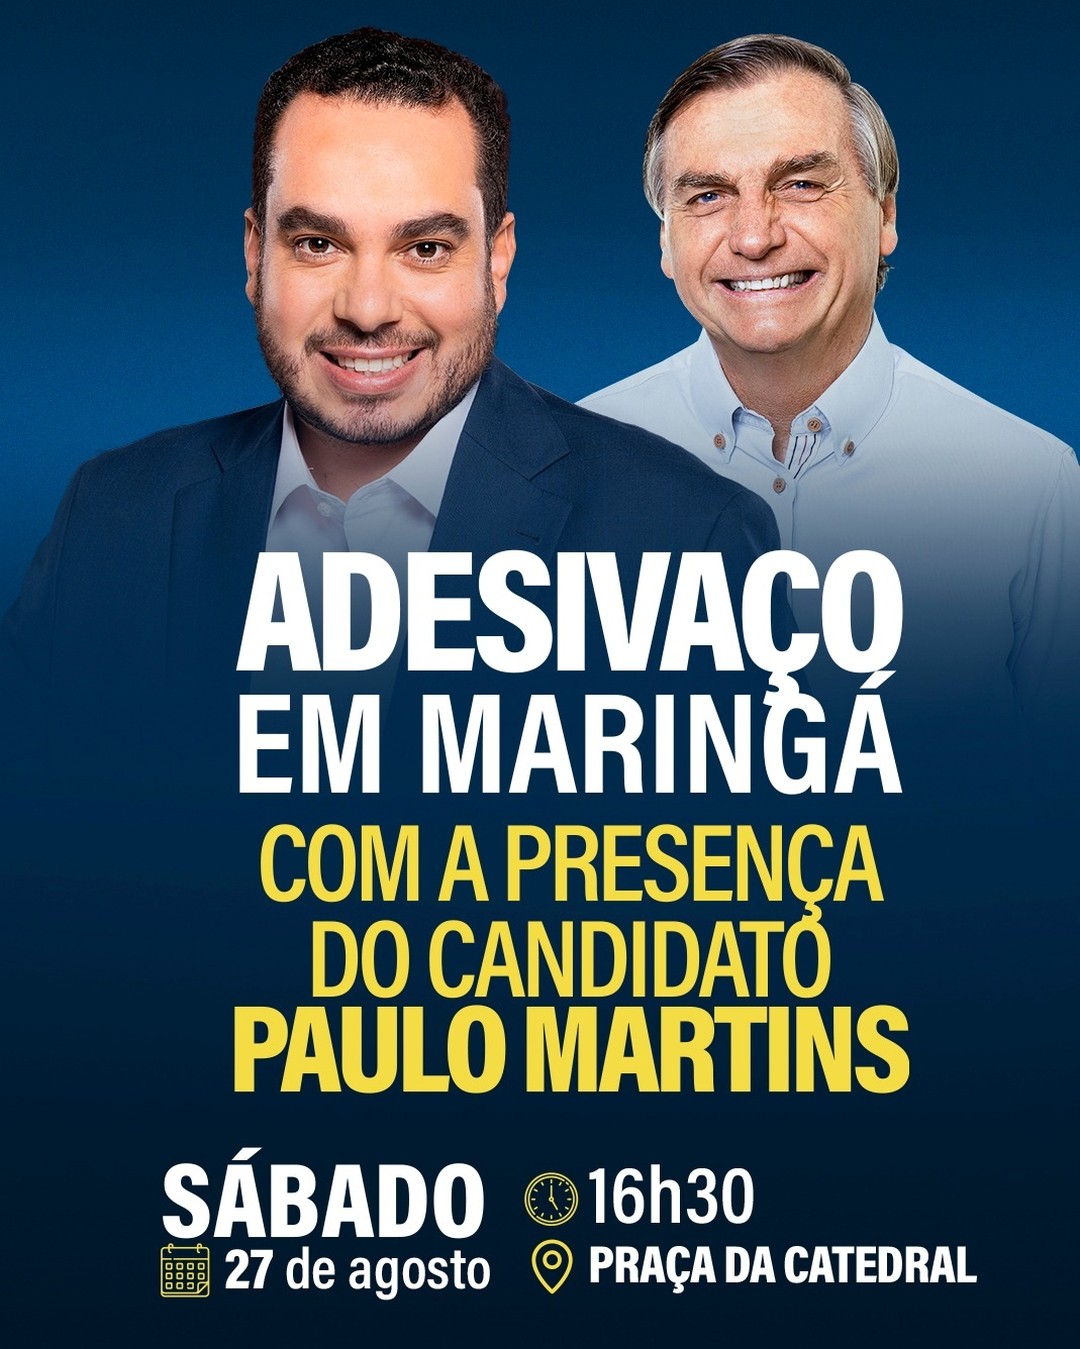 ADESIVAÇO
EM MARINGÁ
COM A PRESENÇA
DO CANDIDATO
PAULO MARTINS
SÁBADO
27 de agosto
16h30
PRAÇA DA CATEDRAL